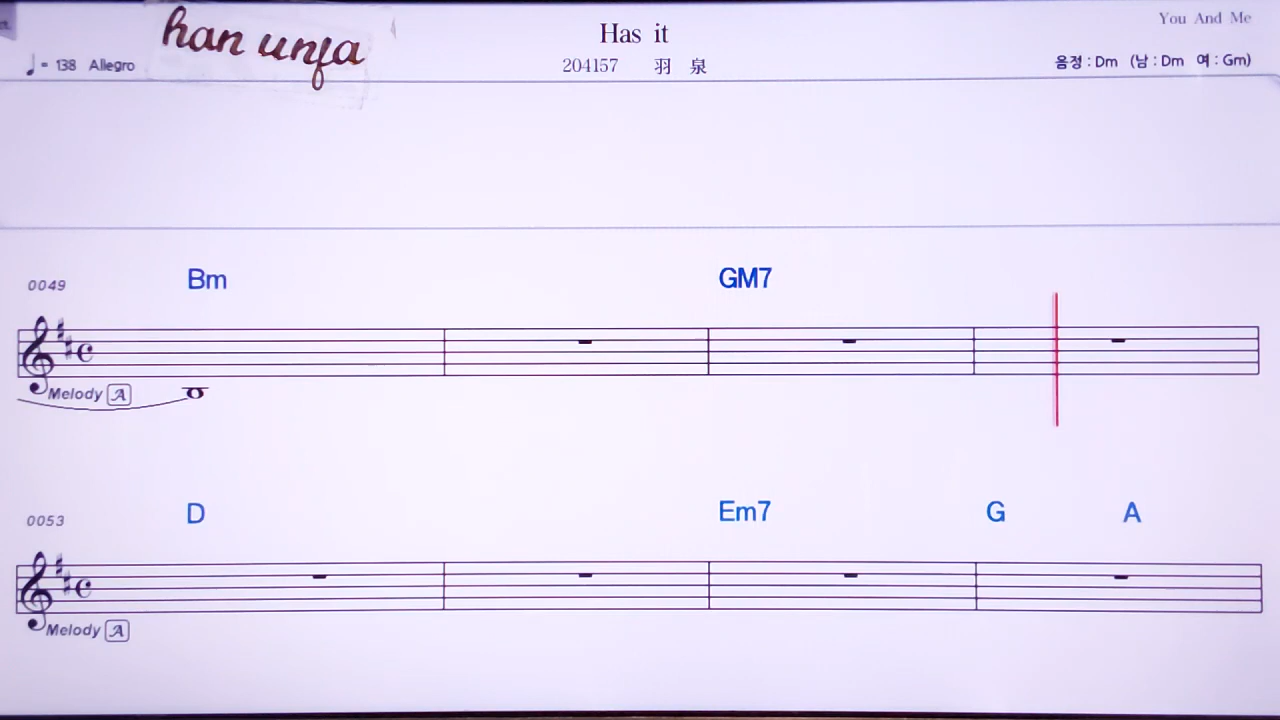 han unfa
Has it
You And Me
♩= 138 Allegro
204157 羽 泉
음정 : Dm (남 : Dm 여 : Gm)
0049 Bm GM7
Melody A
0053 D Em7 G A
Melody A